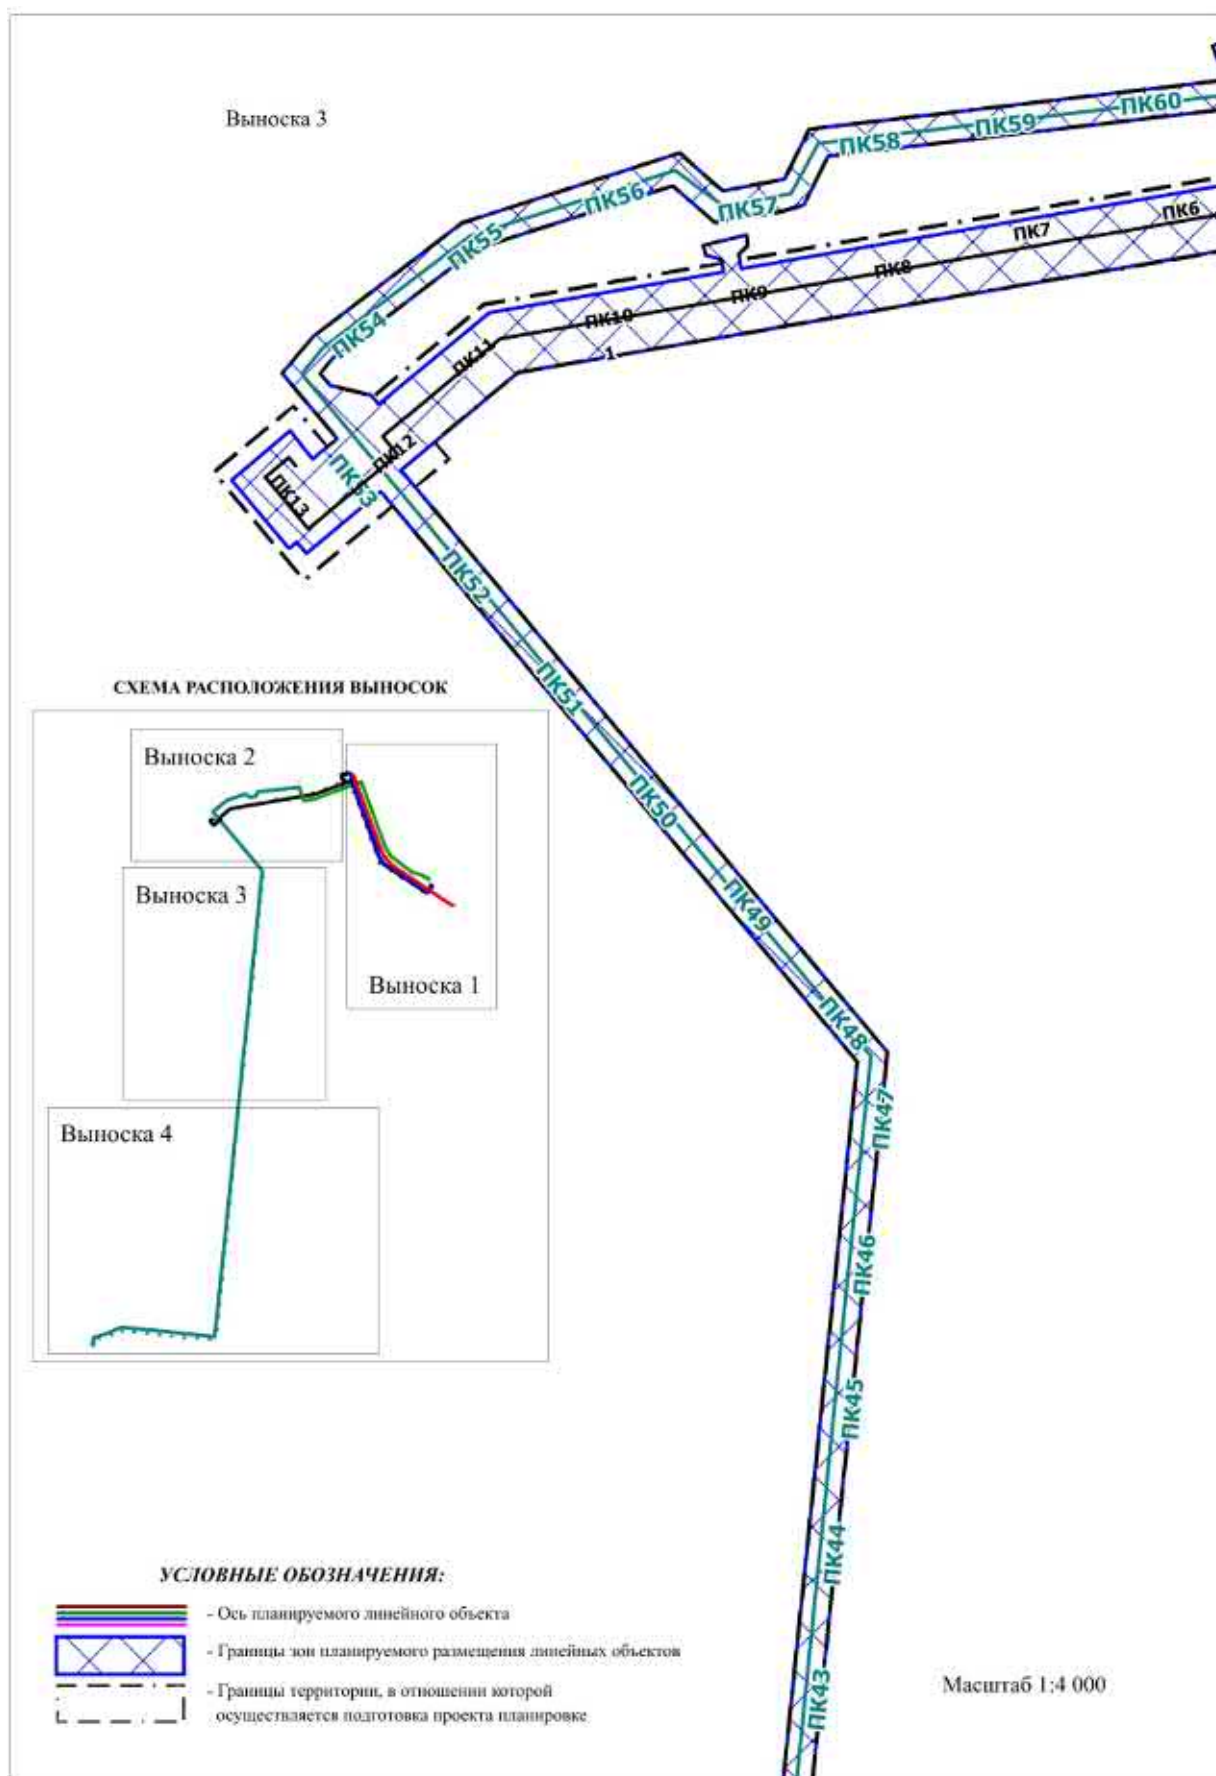 Выноска 3
ПК60
ПК59
ПК58
ПК57
ПК56
ПК55
ПК54
ПК6
ПК7
ПК8
ПК9
ПК10
1
ПК11
ПК12
ПК13
ПК53
ПК52
ПК51
ПК50
ПК49
ПК48
ПК47
ПК46
ПК45
ПК44
ПК43
СХЕМА РАСПОЛОЖЕНИЯ ВЫНОСОК
Выноска 2
Выноска 3
Выноска 1
Выноска 4
УСЛОВНЫЕ ОБОЗНАЧЕНИЯ:
- Ось планируемого линейного объекта
- Границы зон планируемого размещения линейных объектов
- Границы территории, в отношении которой
осуществляется подготовка проекта планировке
Масштаб 1:4 000